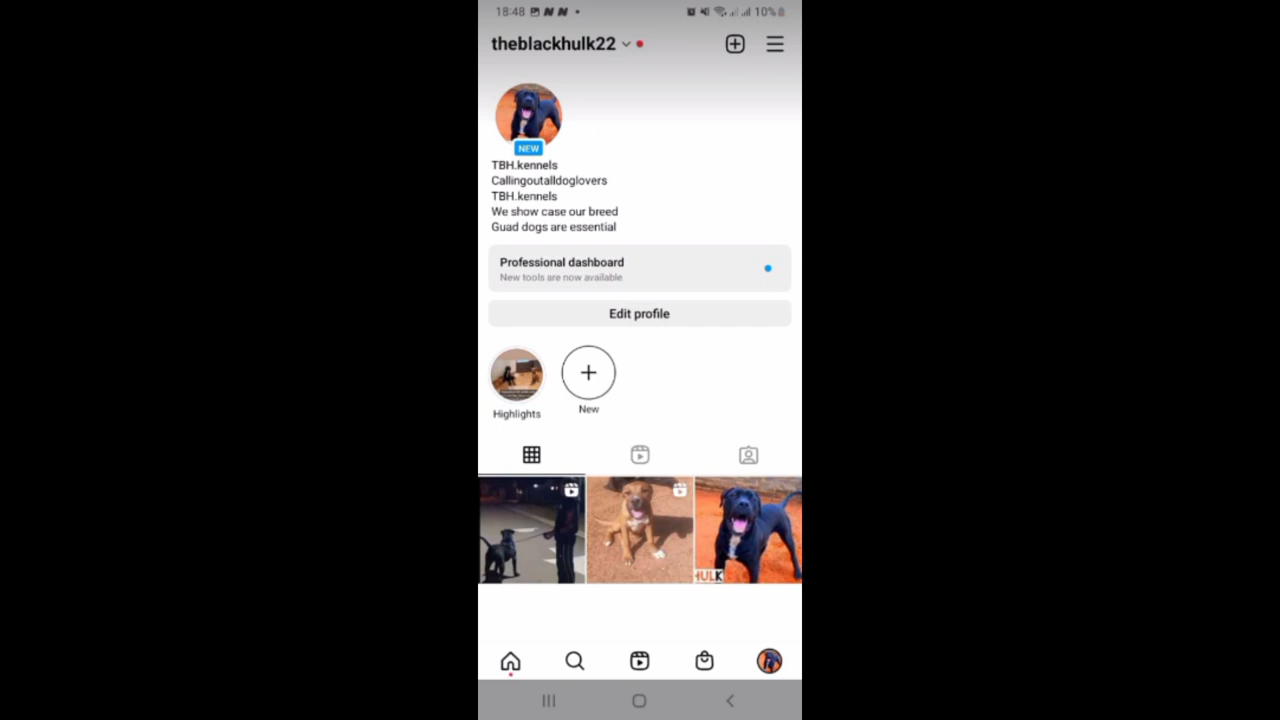 18:48
10%
theblackhulk22
NEW
TBH.kennels
Callingoutalldoglovers
TBH.kennels
We show case our breed
Guad dogs are essential
Professional dashboard
New tools are now available
Edit profile
Highlights
New
HULK